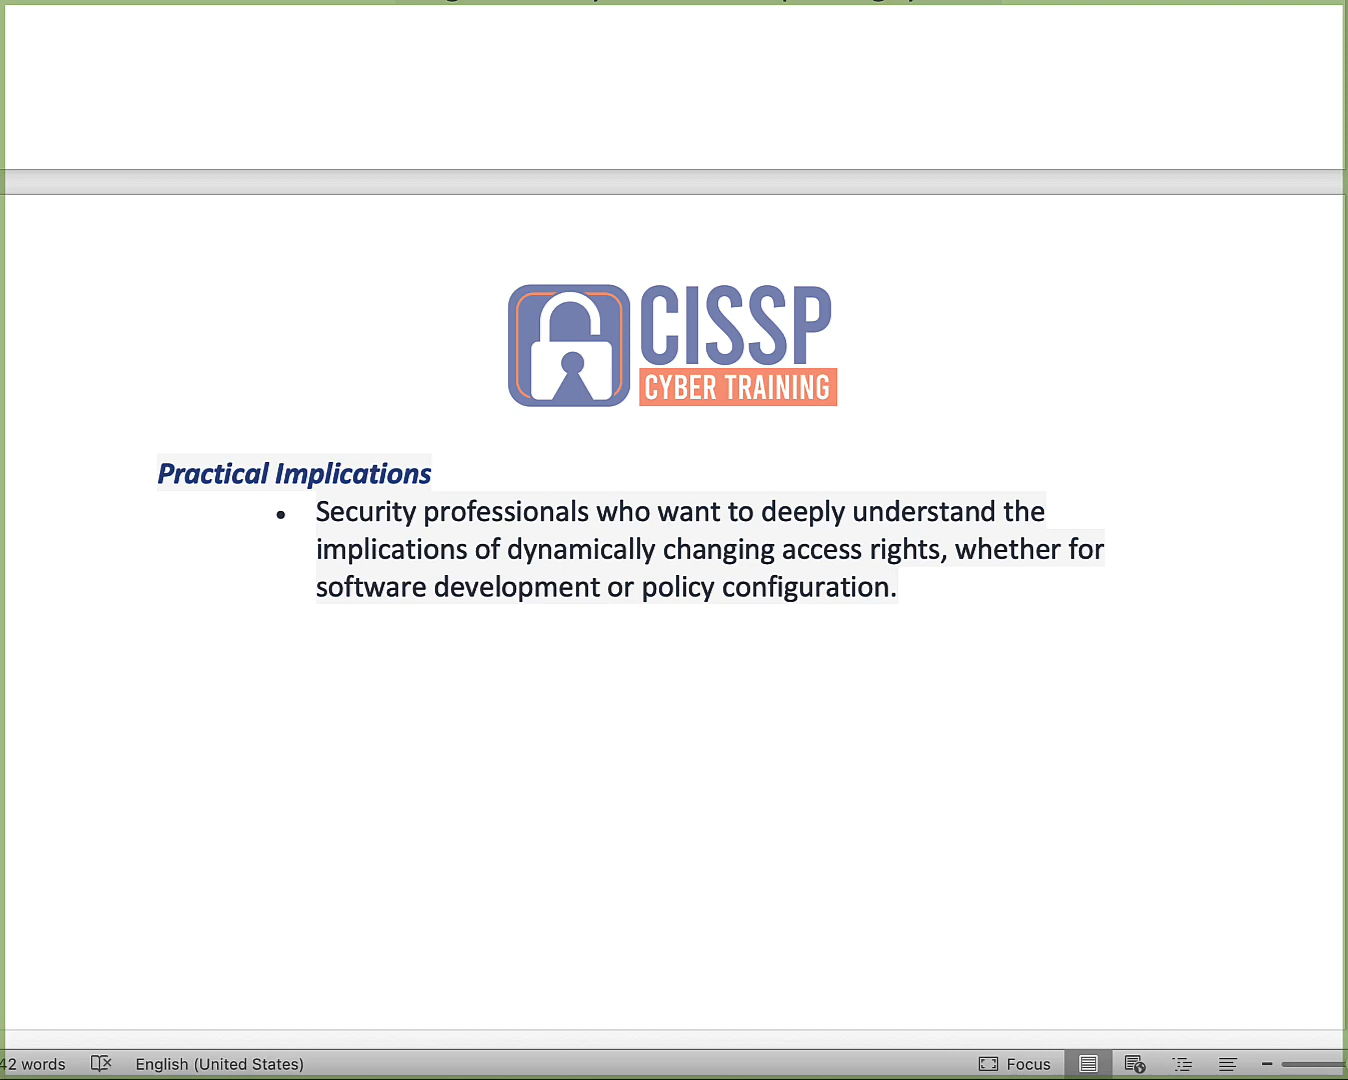 CISSP
CYBER TRAINING
Practical Implications
• Security professionals who want to deeply understand the
implications of dynamically changing access rights, whether for
software development or policy configuration.
42 words English (United States) Focus